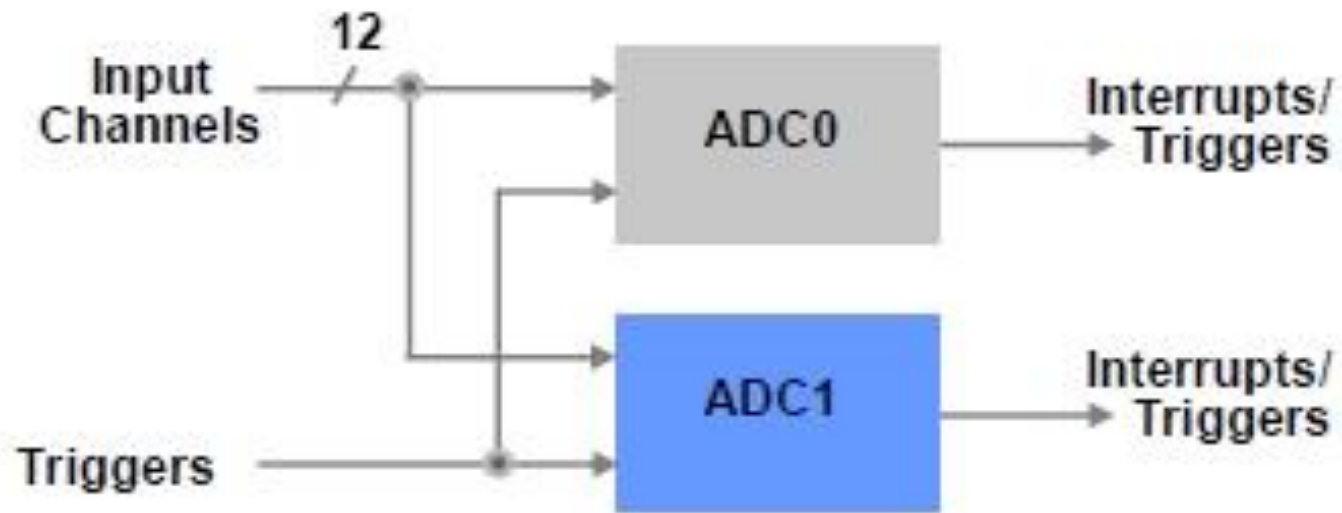 12
Input
Channels
ADC0
Interrupts/
Triggers
ADC1
Interrupts/
Triggers
Triggers